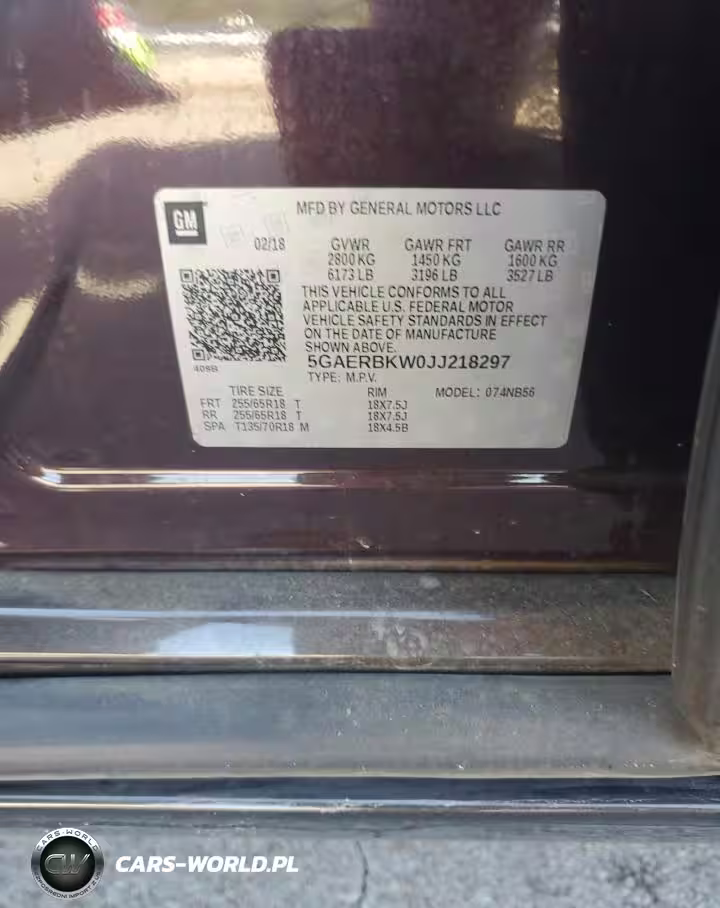 GM
MFD BY GENERAL MOTORS LLC
02/18 GVWR GAWR FRT GAWR RR
2800 KG 1450 KG 1600 KG
6173 LB 3196 LB 3527 LB
THIS VEHICLE CONFORMS TO ALL
APPLICABLE U.S. FEDERAL MOTOR
VEHICLE SAFETY STANDARDS IN EFFECT
ON THE DATE OF MANUFACTURE
SHOWN ABOVE.
5GAERBKW0JJ218297
409B
TYPE: M.P.V.
TIRE SIZE RIM MODEL: 074NB56
FRT 255/65R18 T 18X7.5J
RR 255/65R18 T 18X7.5J
SPA T135/70R18 M 18X4.5B
CARS-WORLD
CW
CARS-WORLD.PL